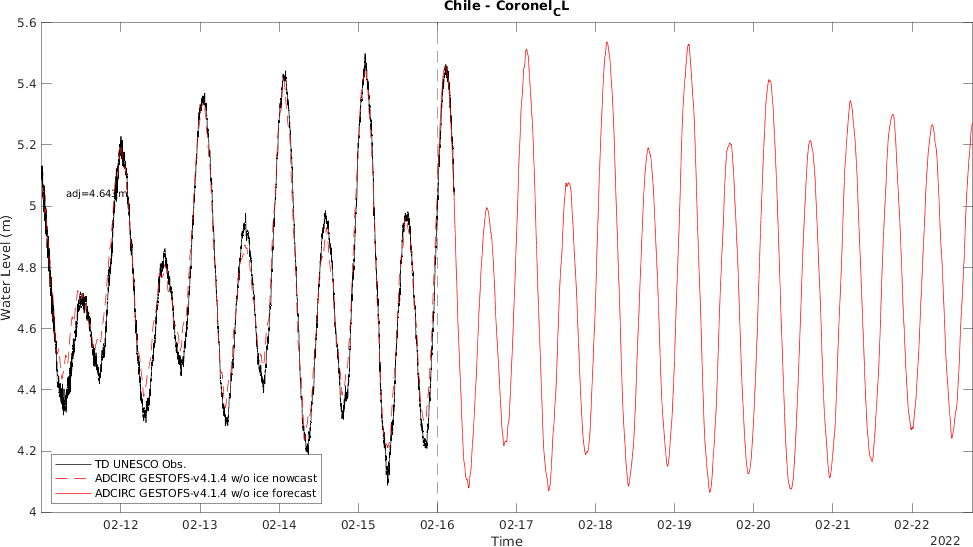 Chile - Coronel_CL
5.6
5.4
5.2
5
4.8
4.6
4.4
4.2
4
Water Level (m)
adj=4.643m
TD UNESCO Obs.
ADCIRC GESTOFS-v4.1.4 w/o ice nowcast
ADCIRC GESTOFS-v4.1.4 w/o ice forecast
02-12 02-13 02-14 02-15 02-16 02-17 02-18 02-19 02-20 02-21 02-22
Time
2022